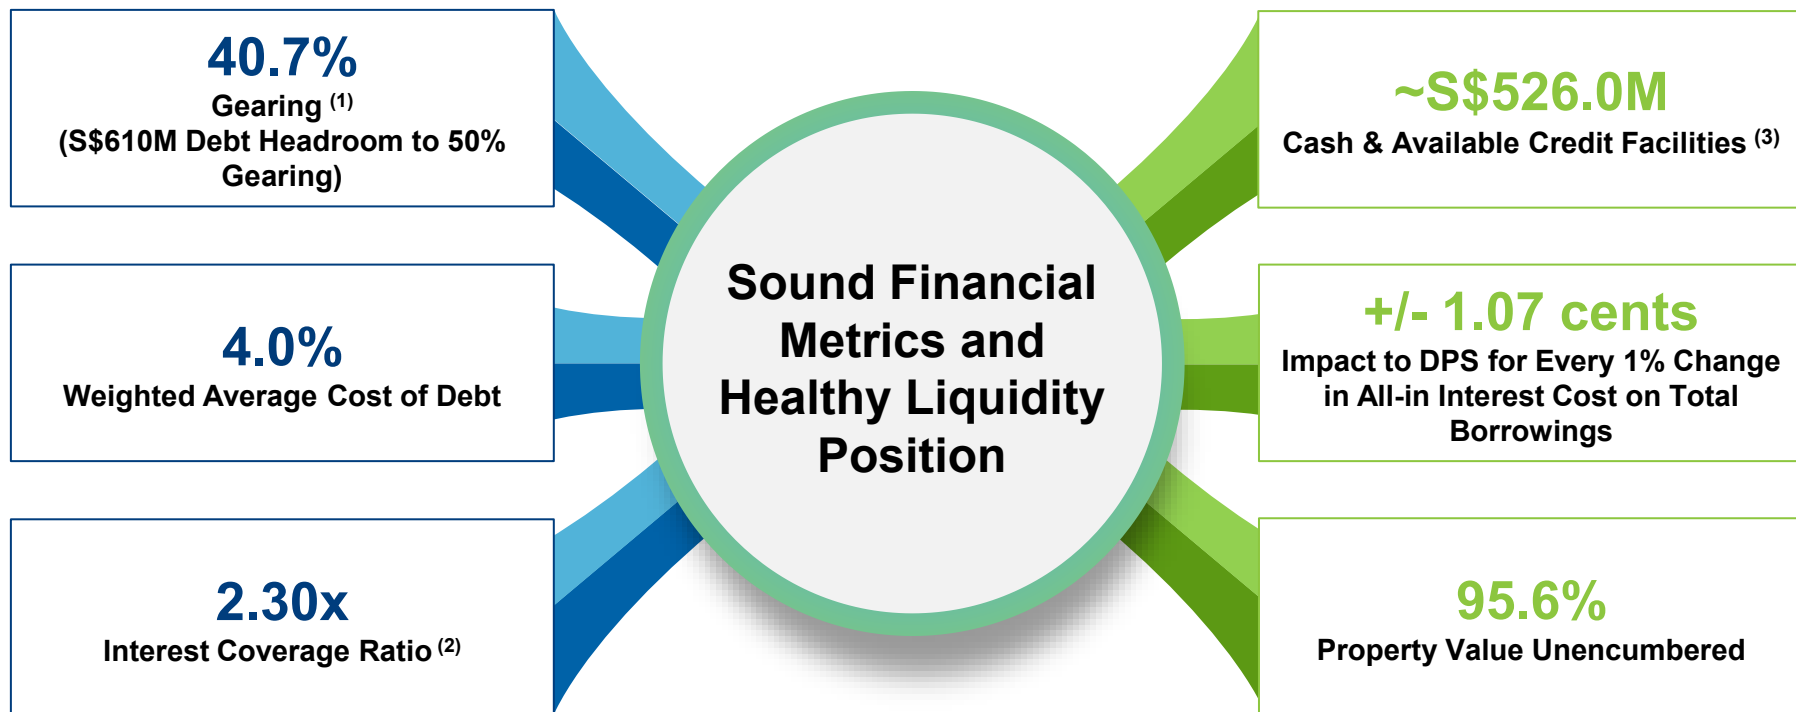 40.7%
Gearing (1)
(S$610M Debt Headroom to 50%
Gearing)
4.0%
Weighted Average Cost of Debt
2.30x
Interest Coverage Ratio (2)
Sound Financial
Metrics and
Healthy Liquidity
Position
~S$526.0M
Cash & Available Credit Facilities (3)
+/- 1.07 cents
Impact to DPS for Every 1% Change
in All-in Interest Cost on Total
Borrowings
95.6%
Property Value Unencumbered